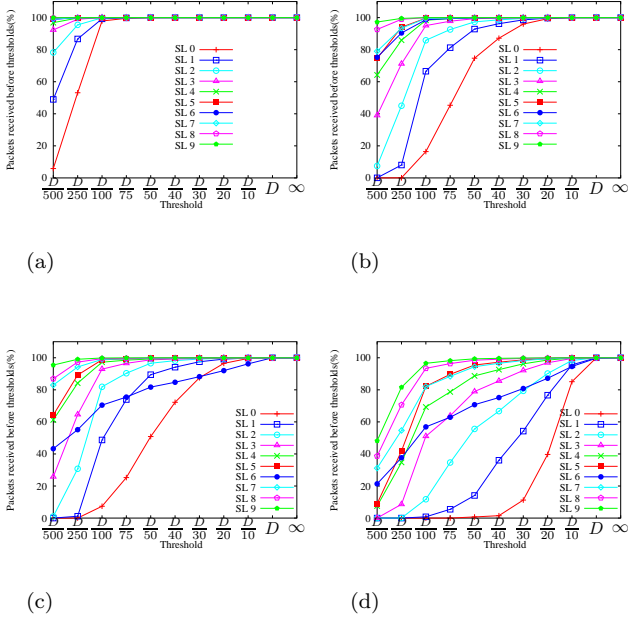 Packets received before thresholds(%)
100
80
60
40
20
0
SL 0
SL 1
SL 2
SL 3
SL 4
SL 5
SL 6
SL 7
SL 8
SL 9
D/500 D/250 D/100 D/75 D/50 D/40 D/30 D/20 D/10 D ∞
Threshold
(a)
Packets received before thresholds(%)
100
80
60
40
20
0
SL 0
SL 1
SL 2
SL 3
SL 4
SL 5
SL 6
SL 7
SL 8
SL 9
D/500 D/250 D/100 D/75 D/50 D/40 D/30 D/20 D/10 D ∞
Threshold
(b)
Packets received before thresholds(%)
100
80
60
40
20
0
SL 0
SL 1
SL 2
SL 3
SL 4
SL 5
SL 6
SL 7
SL 8
SL 9
D/500 D/250 D/100 D/75 D/50 D/40 D/30 D/20 D/10 D ∞
Threshold
(c)
Packets received before thresholds(%)
100
80
60
40
20
0
SL 0
SL 1
SL 2
SL 3
SL 4
SL 5
SL 6
SL 7
SL 8
SL 9
D/500 D/250 D/100 D/75 D/50 D/40 D/30 D/20 D/10 D ∞
Threshold
(d)